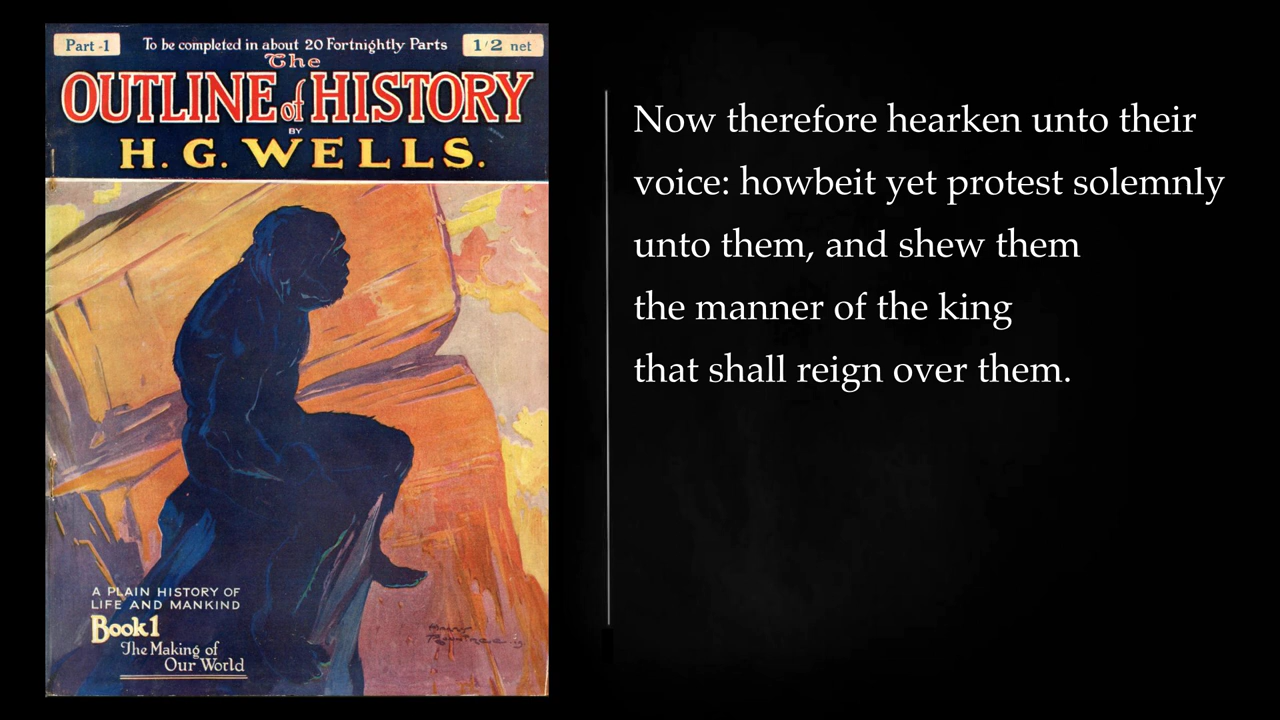 Part -1
To be completed in about 20 Fortnightly Parts
1/2 net
The
OUTLINE of HISTORY
BY
H. G. WELLS.
A PLAIN HISTORY OF
LIFE AND MANKIND
Book 1
The Making of
Our World
Now therefore hearken unto their
voice: howbeit yet protest solemnly
unto them, and shew them
the manner of the king
that shall reign over them.